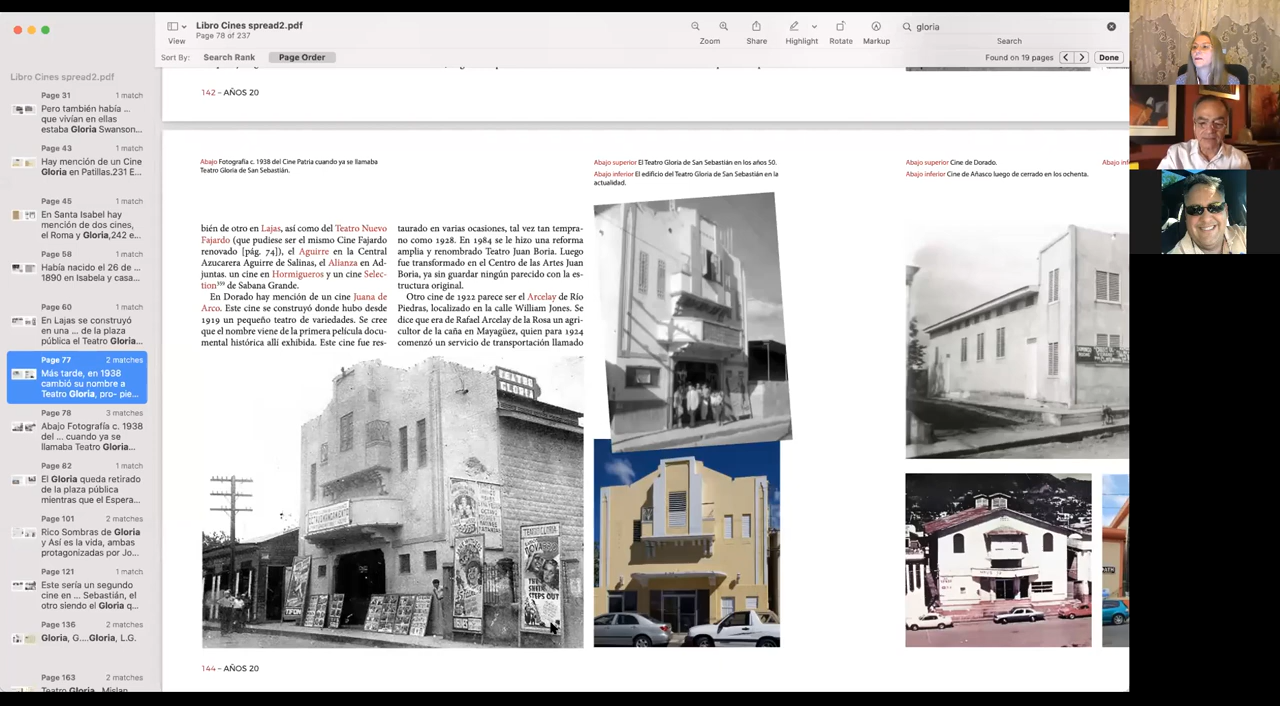 Libro Cines spread2.pdf
Page 78 of 237
View
Zoom
Share
Highlight
Rotate
Markup
gloria
Search
Sort By:
Search Rank
Page Order
Found on 19 pages
Done
Libro Cines spread2.pdf
Page 31
1 match
Pero también había ...
que vivían en ellas
estaba Gloria Swanson...
Page 43
1 match
Hay mención de un Cine
Gloria en Patillas.231 E...
Page 45
1 match
En Santa Isabel hay
mención de dos cines,
el Roma y Gloria,242 e...
Page 58
1 match
Había nacido el 26 de ...
1890 en Isabela y casa...
Page 60
1 match
En Lajas se construyó
en una ... de la plaza
pública el Teatro Gloria...
Page 77
2 matches
Más tarde, en 1938
cambió su nombre a
Teatro Gloria, pro- pie...
Page 78
3 matches
Abajo Fotografía c. 1938
del ... cuando ya se
llamaba Teatro Gloria...
Page 82
1 match
El Gloria queda retirado
de la plaza pública
mientras que el Espera...
Page 101
2 matches
Rico Sombras de Gloria
y Así es la vida, ambas
protagonizadas por Jo...
Page 121
1 match
Este sería un segundo
cine en ... Sebastián, el
otro siendo el Gloria q...
Page 136
2 matches
Gloria, G....Gloria, L.G.
Page 163
2 matches
Teatro Gloria
142 – AÑOS 20
Abajo Fotografía c. 1938 del Cine Patria cuando ya se llamaba
Teatro Gloria de San Sebastián.
bién de otro en Lajas, así como del Teatro Nuevo
Fajardo (que pudiese ser el mismo Cine Fajardo
renovado [pág. 74]), el Aguirre en la Central
Azucarera Aguirre de Salinas, el Alianza en Ad-
juntas. un cine en Hormigueros y un cine Selec-
tion³⁵⁹ de Sabana Grande.
En Dorado hay mención de un cine Juana de
Arco. Este cine se construyó donde hubo desde
1919 un pequeño teatro de variedades. Se cree
que el nombre viene de la primera película docu-
mental histórica allí exhibida. Este cine fue res-
taurado en varias ocasiones, tal vez tan tempra-
no como 1928. En 1984 se le hizo una reforma
amplia y renombrado Teatro Juan Boria. Luego
fue transformado en el Centro de las Artes Juan
Boria, ya sin guardar ningún parecido con la es-
tructura original.
Otro cine de 1922 parece ser el Arcelay de Río
Piedras, localizado en la calle William Jones. Se
dice que era de Rafael Arcelay de la Rosa un agri-
cultor de la caña en Mayagüez, quien para 1924
comenzó un servicio de transportación llamado
Abajo superior El Teatro Gloria de San Sebastián en los años 50.
Abajo inferior El edificio del Teatro Gloria de San Sebastián en la
actualidad.
Abajo superior Cine de Dorado.
Abajo inferior Cine de Añasco luego de cerrado en los ochenta.
TEATRO
GLORIA
TEATRO GLORIA
STEPS OUT
144 – AÑOS 20